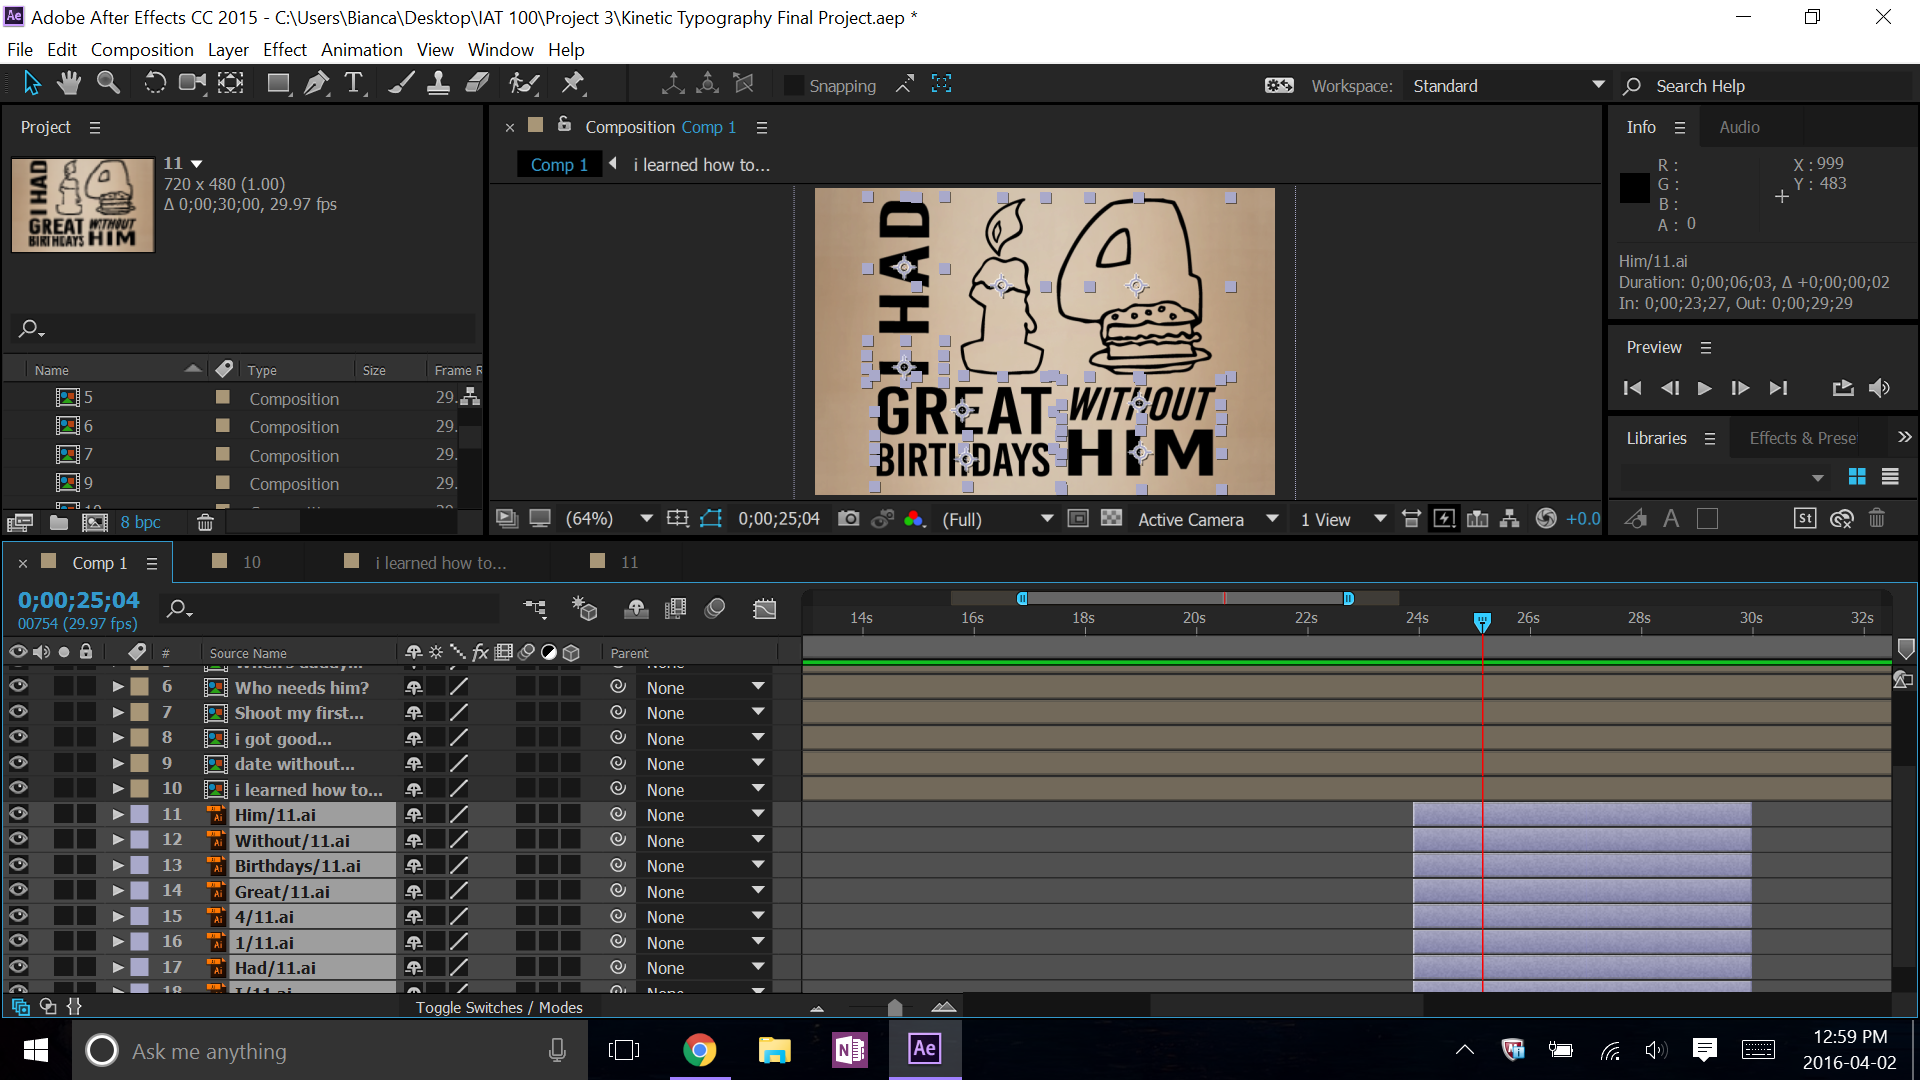 Adobe After Effects CC 2015 - C:\Users\Bianca\Desktop\IAT 100\Project 3\Kinetic Typography Final Project.aep *
File Edit Composition Layer Effect Animation View Window Help
Snapping
Workspace: Standard
Search Help
Project
11
720 x 480 (1.00)
Δ 0;00;30;00, 29.97 fps
I HAD
GREAT WITHOUT
BIRTHDAYS HIM
Name Type Size Frame R
5 Composition 29.
6 Composition 29.
7 Composition 29.
9 Composition 29.
8 bpc
Composition Comp 1
Comp 1 i learned how to...
I HAD
GREAT WITHOUT
BIRTHDAYS HIM
(64%) 0;00;25;04 (Full) Active Camera 1 View +0.0
Info Audio
R :
G :
B :
A : 0
X : 999
Y : 483
Him/11.ai
Duration: 0;00;06;03, Δ +0;00;00;02
In: 0;00;23;27, Out: 0;00;29;29
Preview
Libraries Effects & Prese
St
Comp 1 10 i learned how to... 11
0;00;25;04
00754 (29.97 fps)
14s 16s 18s 20s 22s 24s 26s 28s 30s 32s
# Source Name Parent
6 Who needs him? None
7 Shoot my first... None
8 i got good... None
9 date without... None
10 i learned how to... None
11 Him/11.ai None
12 Without/11.ai None
13 Birthdays/11.ai None
14 Great/11.ai None
15 4/11.ai None
16 1/11.ai None
17 Had/11.ai None
18 I/11.ai None
Toggle Switches / Modes
Ask me anything
Ae
12:59 PM
2016-04-02